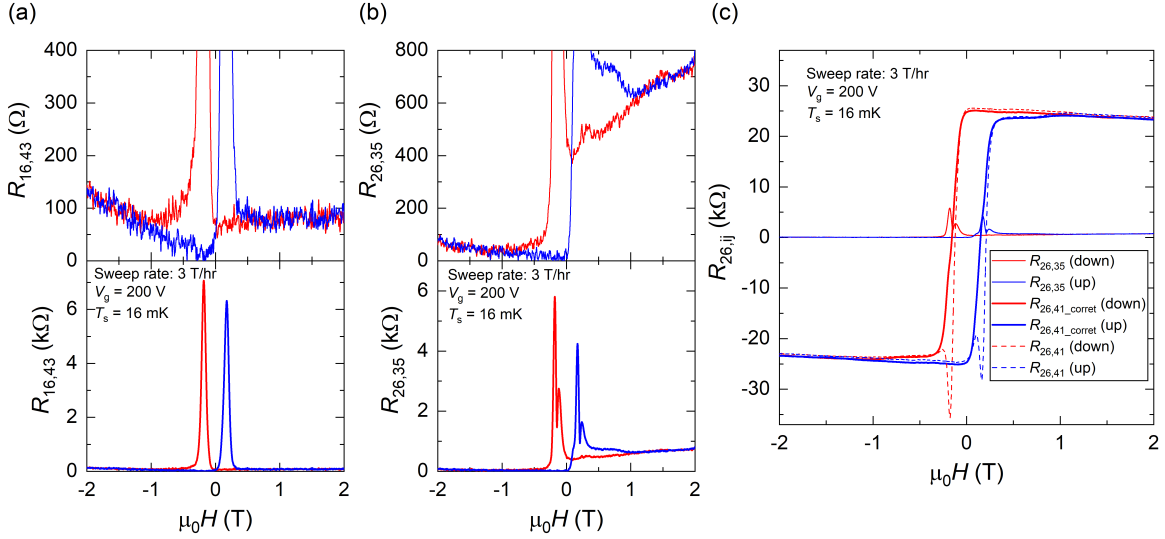 (a)
400
300
200
100
0
R16,43 (Ω)
Sweep rate: 3 T/hr
Vg = 200 V
Ts = 16 mK
6
4
2
0
R16,43 (kΩ)
-2 -1 0 1 2
μ0H (T)
(b)
800
600
400
200
0
R26,35 (Ω)
Sweep rate: 3 T/hr
Vg = 200 V
Ts = 16 mK
6
4
2
0
R26,35 (kΩ)
-2 -1 0 1 2
μ0H (T)
(c)
Sweep rate: 3 T/hr
Vg = 200 V
Ts = 16 mK
30
20
10
0
-10
-20
-30
R26,ij (kΩ)
R26,35 (down)
R26,35 (up)
R26,41_corret (down)
R26,41_corret (up)
R26,41 (down)
R26,41 (up)
-2 -1 0 1 2
μ0H (T)